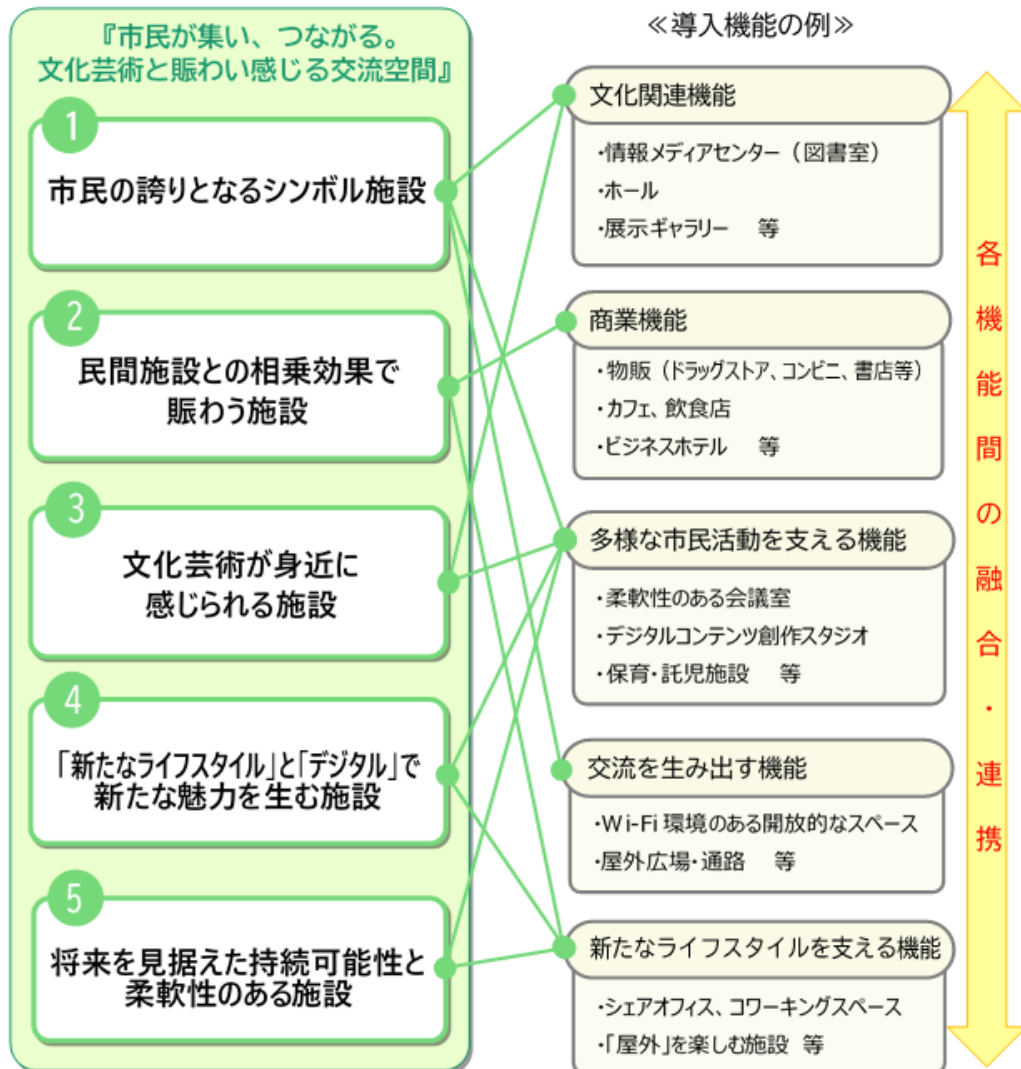 『市民が集い、つながる。
文化芸術と賑わい感じる交流空間』
1
市民の誇りとなるシンボル施設
2
民間施設との相乗効果で
賑わう施設
3
文化芸術が身近に
感じられる施設
4
「新たなライフスタイル」と「デジタル」で
新たな魅力を生む施設
5
将来を見据えた持続可能性と
柔軟性のある施設
≪導入機能の例≫
文化関連機能
・情報メディアセンター（図書室）
・ホール
・展示ギャラリー　等
商業機能
・物販（ドラッグストア、コンビニ、書店等）
・カフェ、飲食店
・ビジネスホテル　等
多様な市民活動を支える機能
・柔軟性のある会議室
・デジタルコンテンツ創作スタジオ
・保育・託児施設　等
交流を生み出す機能
・Wi-Fi 環境のある開放的なスペース
・屋外広場・通路　等
新たなライフスタイルを支える機能
・シェアオフィス、コワーキングスペース
・「屋外」を楽しむ施設 等
各機能間の融合・連携